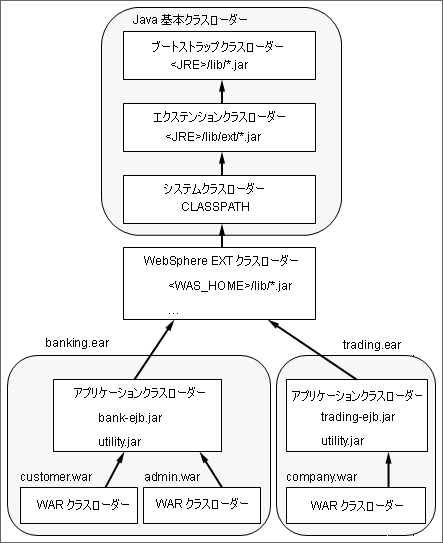 Java 基本クラスローダー
ブートストラップクラスローダー
<JRE>/lib/*.jar
エクステンションクラスローダー
<JRE>/lib/ext/*.jar
システムクラスローダー
CLASSPATH
WebSphere EXT クラスローダー
<WAS_HOME>/lib/*.jar
...
banking.ear
trading.ear
アプリケーションクラスローダー
bank-ejb.jar
utility.jar
アプリケーションクラスローダー
trading-ejb.jar
utility.jar
customer.war
admin.war
company.war
WAR クラスローダー
WAR クラスローダー
WAR クラスローダー